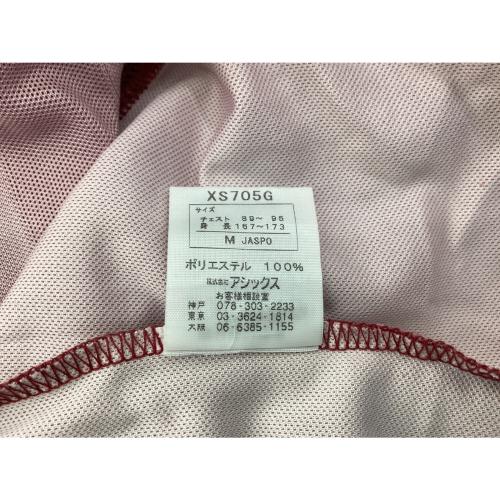 XS705G
サイズ
チェスト 89～ 95
身 長 167～173
M JASPO
ポリエステル 100%
株式会社アシックス
お客様相談室
神戸 078-303-2233
東京 03-3624-1814
大阪 06-6385-1155